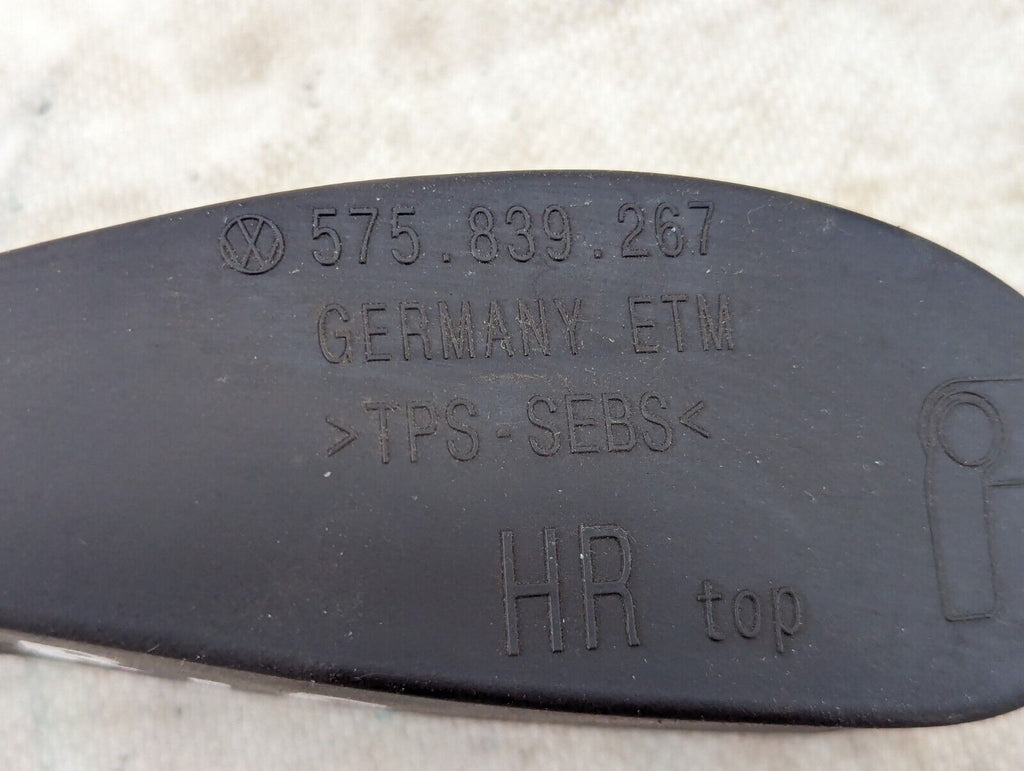 575.839.267
GERMANY ETM
>TPS-SEBS<
HR top